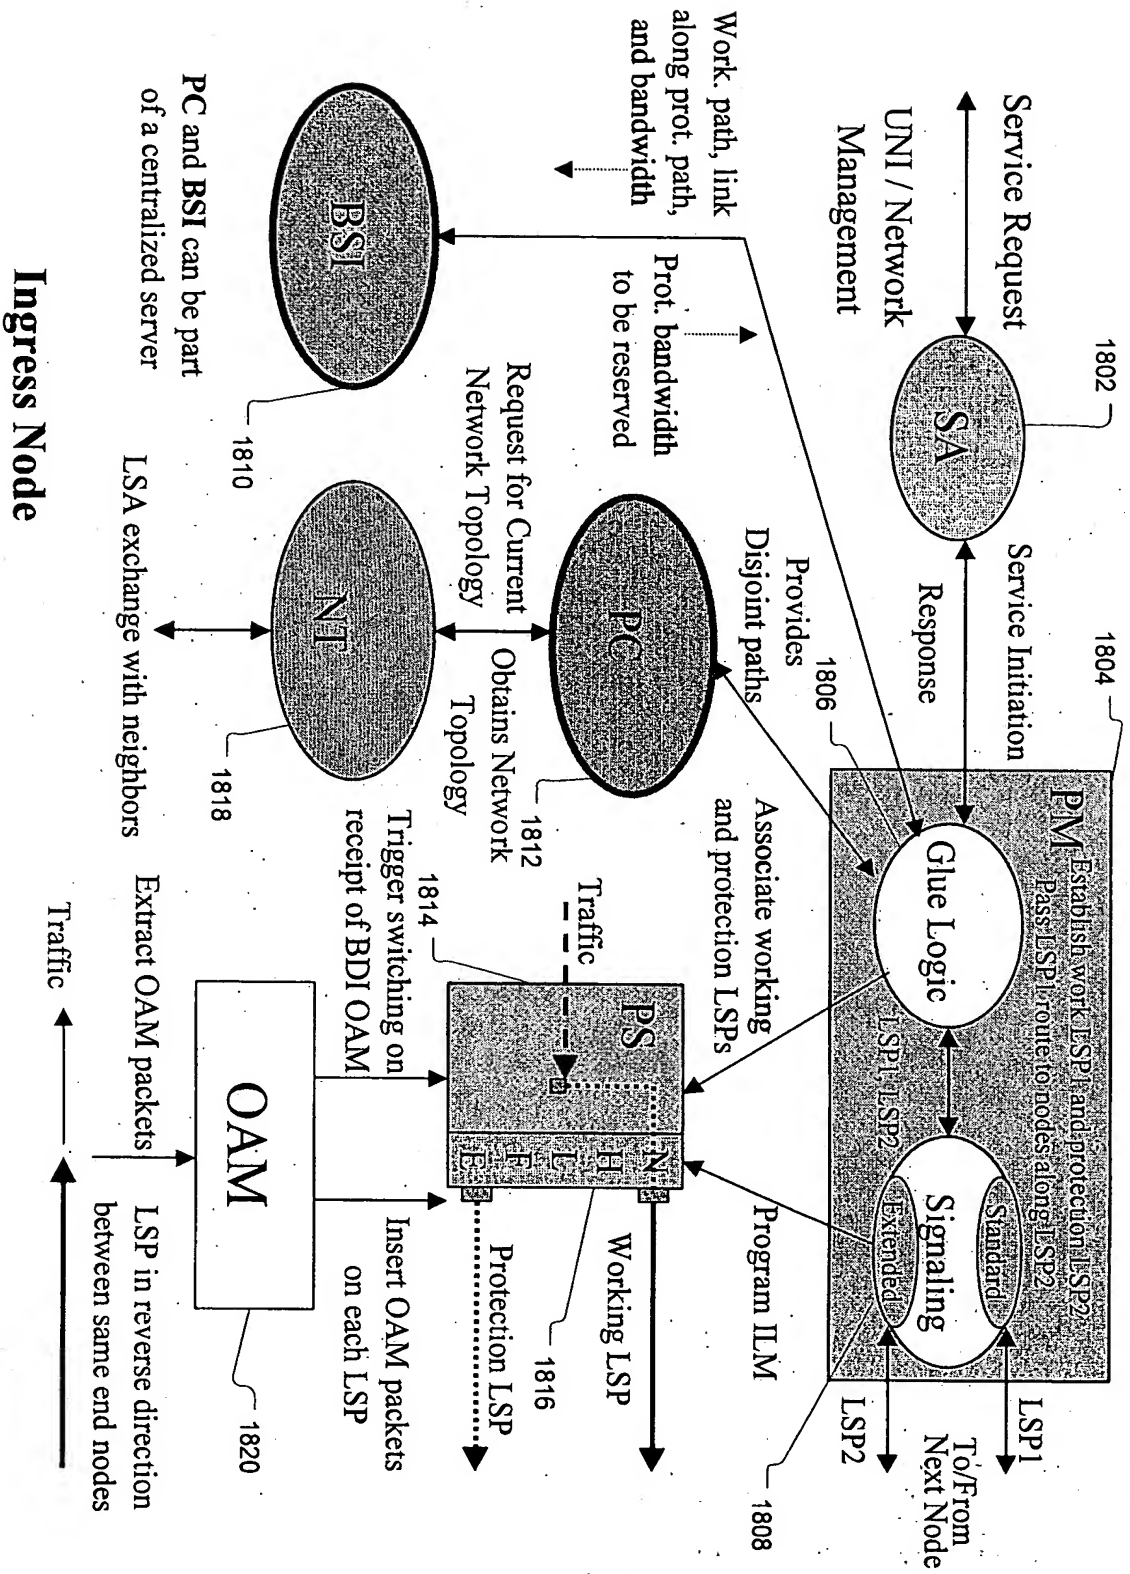 Service Request
UNI / Network
Management
SA
1802
Service Initiation
Response
1804
PM
Establish work LSP1 and protection LSP2
Pass LSP1 route to nodes along LSP2
Glue Logic
LSP1, LSP2
Signaling
Standard
Extended
LSP1
LSP2
To/From
Next Node
1806
1808
Work. path, link
along prot. path,
and bandwidth
Prot. bandwidth
to be reserved
Provides
Disjoint paths
Associate working
and protection LSPs
Program ILM
BSI
1810
PC and BSI can be part
of a centralized server
PC
1812
Request for Current
Network Topology
Obtains Network
Topology
NT
1818
LSA exchange with neighbors
Traffic
PS
1814
N
H
L
F
E
1816
Working LSP
Protection LSP
Trigger switching on
receipt of BDI OAM
Insert OAM packets
on each LSP
OAM
1820
Extract OAM packets
LSP in reverse direction
between same end nodes
Traffic
Ingress Node